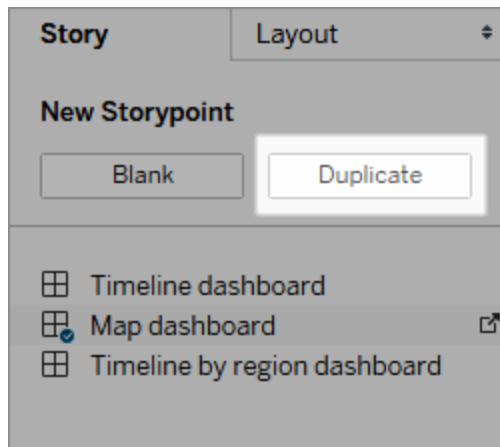 Story Layout
New Storypoint
Blank Duplicate
Timeline dashboard
Map dashboard
Timeline by region dashboard